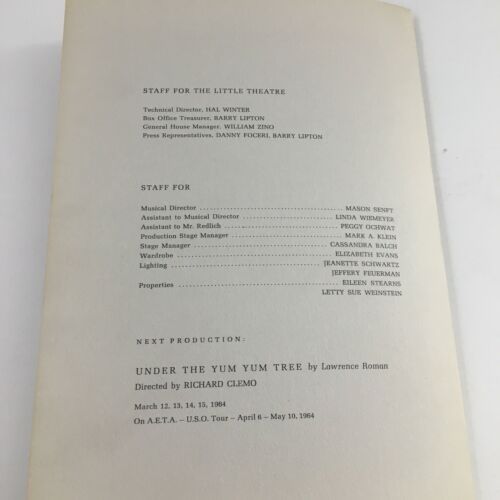 STAFF FOR THE LITTLE THEATRE
Technical Director, HAL WINTER
Box Office Treasurer, BARRY LIPTON
General House Manager, WILLIAM ZINO
Press Representatives, DANNY FOCERI, BARRY LIPTON
STAFF FOR
Musical Director ........ MASON SENFT
Assistant to Musical Director ........ LINDA WIEMEYER
Assistant to Mr. Redlich ........ PEGGY OCHWAT
Production Stage Manager ........ MARK A. KLEIN
Stage Manager ........ CASSANDRA BALCH
Wardrobe ........ ELIZABETH EVANS
Lighting ........ JEANETTE SCHWARTZ
JEFFERY FEUERMAN
Properties ........ EILEEN STEARNS
LETTY SUE WEINSTEIN
NEXT PRODUCTION:
UNDER THE YUM YUM TREE by Lawrence Roman
Directed by RICHARD CLEMO
March 12, 13, 14, 15, 1964
On A.E.T.A. – U.S.O. Tour – April 6 – May 10, 1964